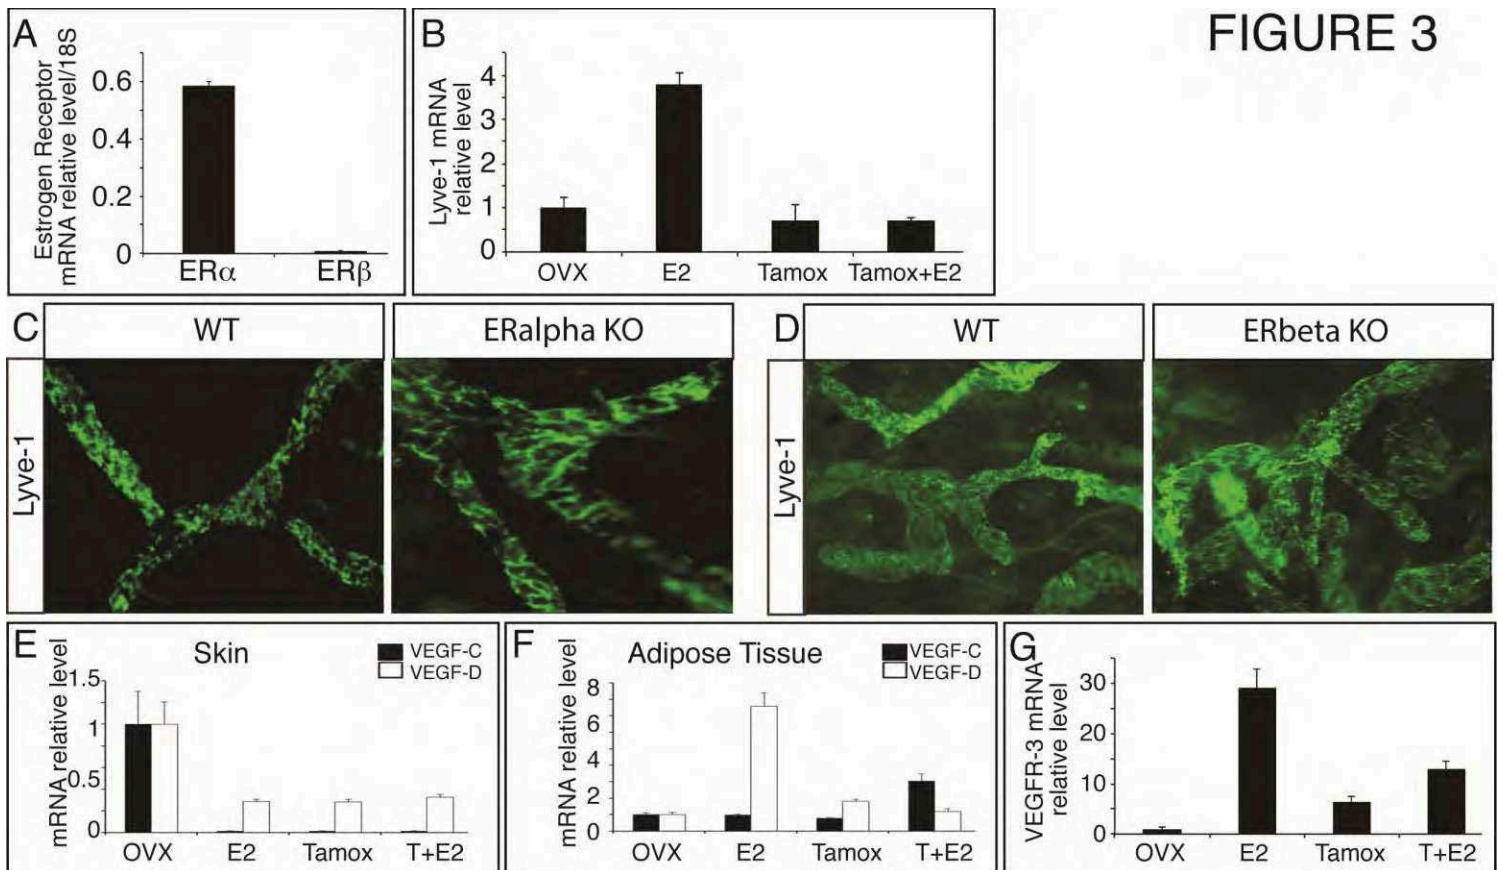 FIGURE 3
A
Estrogen Receptor
mRNA relative level/18S
0.6
0.4
0.2
0
ERα
ERβ
B
Lyve-1 mRNA
relative level
4
3
2
1
0
OVX
E2
Tamox
Tamox+E2
C
WT
ERalpha KO
Lyve-1
D
WT
ERbeta KO
Lyve-1
E
Skin
VEGF-C
VEGF-D
mRNA relative level
1.5
1
0.5
0
OVX
E2
Tamox
T+E2
F
Adipose Tissue
VEGF-C
VEGF-D
mRNA relative level
8
6
4
2
0
OVX
E2
Tamox
T+E2
G
VEGFR-3 mRNA
relative level
30
20
10
0
OVX
E2
Tamox
T+E2